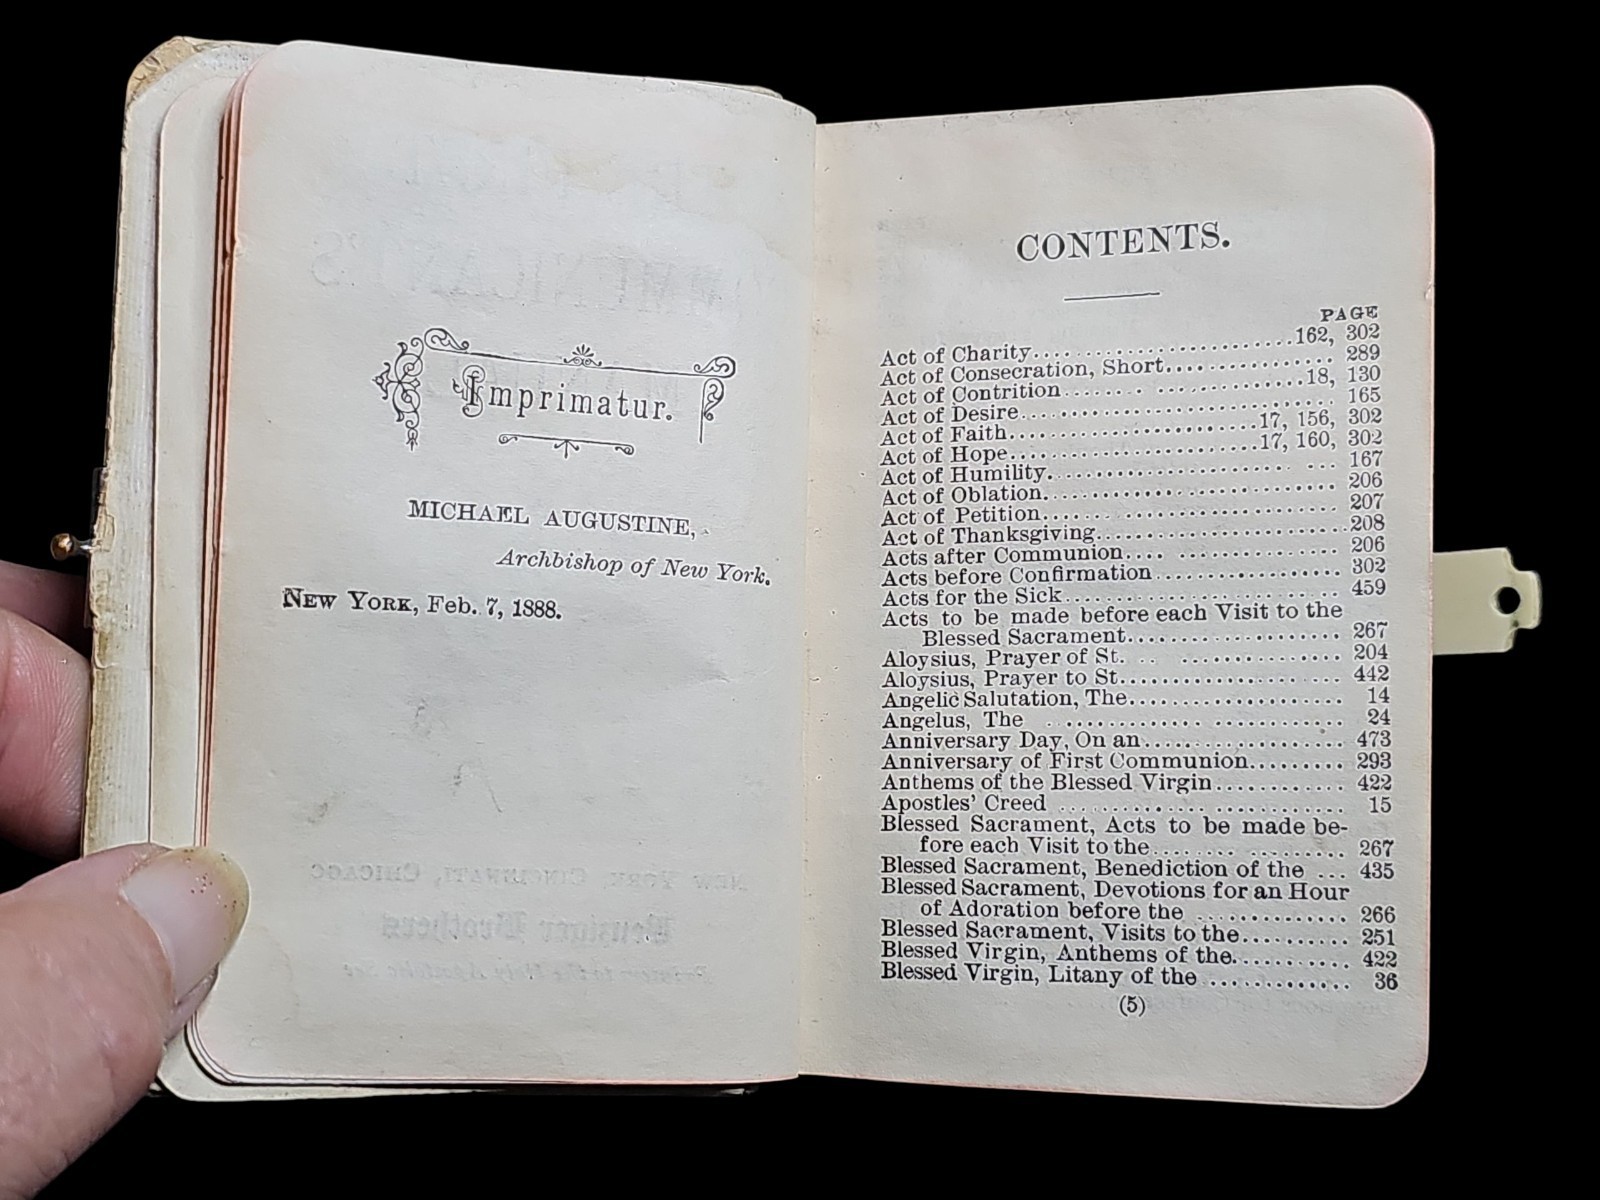 Imprimatur.
MICHAEL AUGUSTINE,
Archbishop of New York.
NEW YORK, Feb. 7, 1888.
CONTENTS.
PAGE
Act of Charity..............................162, 302
Act of Consecration, Short............... 289
Act of Contrition ........................18, 130
Act of Desire............................... 165
Act of Faith..........................17, 156, 302
Act of Hope..........................17, 160, 302
Act of Humility............................ 167
Act of Oblation............................ 206
Act of Petition............................. 207
Act of Thanksgiving.......................208
Acts after Communion.................... 206
Acts before Confirmation................. 302
Acts for the Sick........................... 459
Acts to be made before each Visit to the
Blessed Sacrament..................... 267
Aloysius, Prayer of St. .................... 204
Aloysius, Prayer to St..................... 442
Angelic Salutation, The................... 14
Angelus, The ............................ 24
Anniversary Day, On an.................. 473
Anniversary of First Communion........ 293
Anthems of the Blessed Virgin........... 422
Apostles' Creed ......................... 15
Blessed Sacrament, Acts to be made be-
fore each Visit to the .................. 267
Blessed Sacrament, Benediction of the ... 435
Blessed Sacrament, Devotions for an Hour
of Adoration before the ............... 266
Blessed Sacrament, Visits to the.......... 251
Blessed Virgin, Anthems of the.......... 422
Blessed Virgin, Litany of the ............. 36
(5)